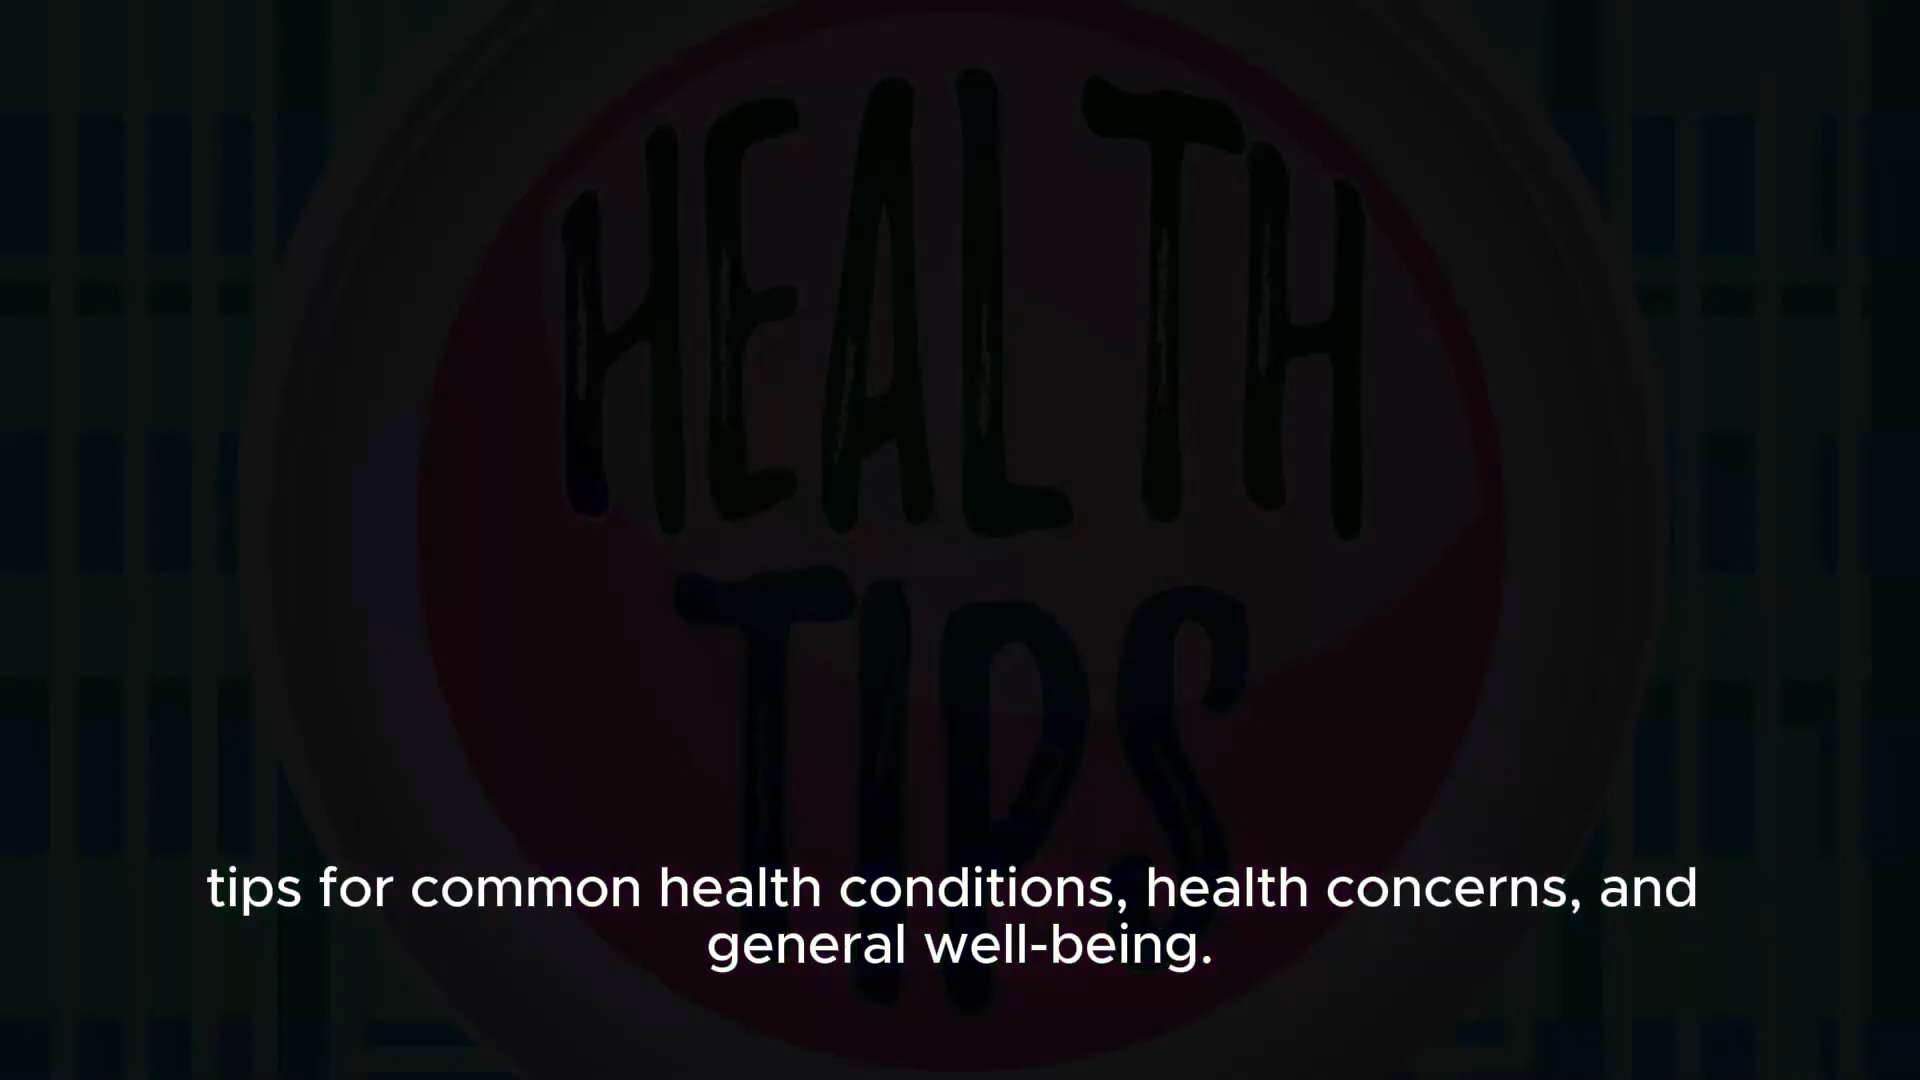 HEALTH
TIPS
tips for common health conditions, health concerns, and
general well-being.